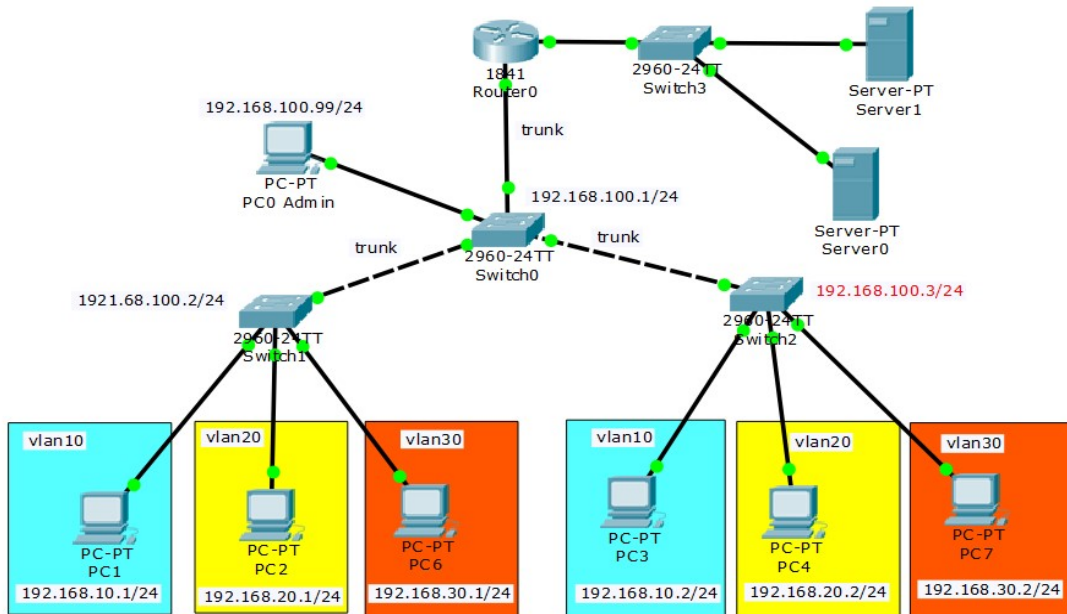 1841
Router0
2960-24TT
Switch3
Server-PT
Server1
192.168.100.99/24
trunk
PC-PT
PC0 Admin
192.168.100.1/24
Server-PT
Server0
trunk
trunk
2960-24TT
Switch0
1921.68.100.2/24
192.168.100.3/24
2960-24TT
Switch1
2960-24TT
Switch2
vlan10
vlan20
vlan30
vlan10
vlan20
vlan30
PC-PT
PC1
PC-PT
PC2
PC-PT
PC6
PC-PT
PC3
PC-PT
PC4
PC-PT
PC7
192.168.10.1/24
192.168.20.1/24
192.168.30.1/24
192.168.10.2/24
192.168.20.2/24
192.168.30.2/24